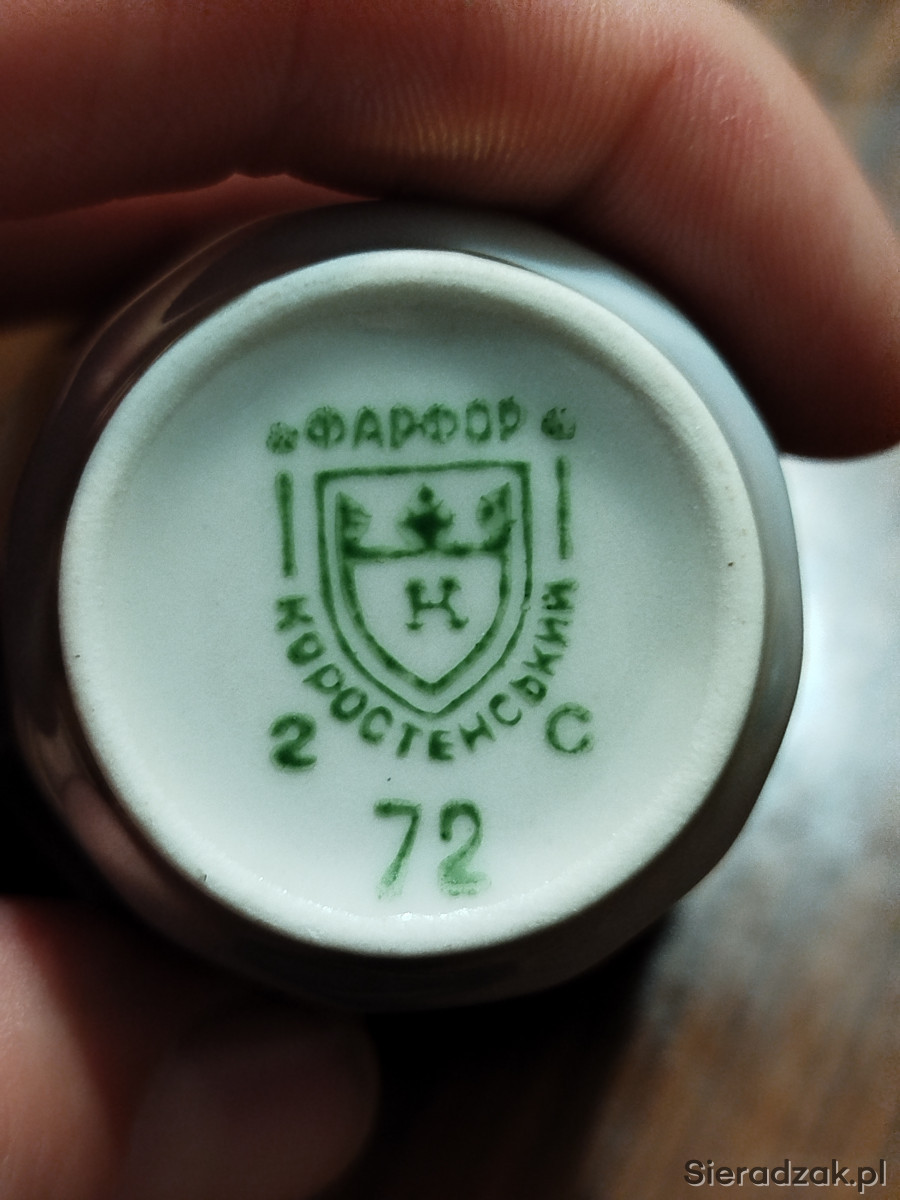 ФАРФОР
К
КОРОСТЕНСЬКИЙ
2 С
72
Sieradzak.pl